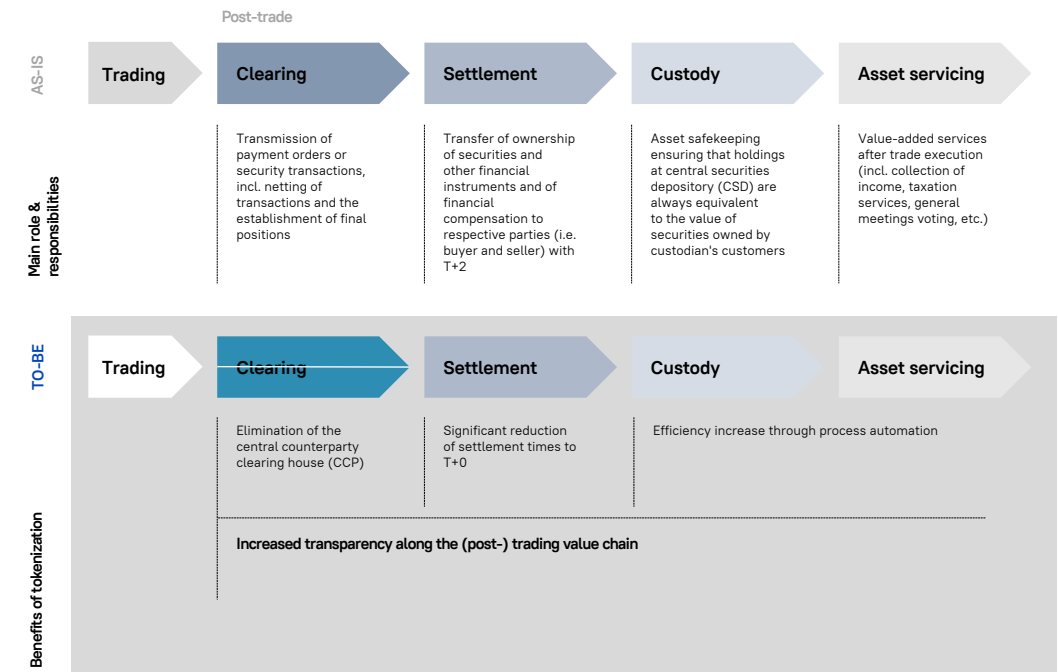 Post-trade
AS-IS
Trading
Clearing
Settlement
Custody
Asset servicing
Main role &
responsibilities
Transmission of
payment orders or
security transactions,
incl. netting of
transactions and the
establishment of final
positions
Transfer of ownership
of securities and
other financial
instruments and of
financial
compensation to
respective parties (i.e.
buyer and seller) with
T+2
Asset safekeeping
ensuring that holdings
at central securities
depository (CSD) are
always equivalent
to the value of
securities owned by
custodian's customers
Value-added services
after trade execution
(incl. collection of
income, taxation
services, general
meetings voting, etc.)
TO-BE
Trading
Clearing
Settlement
Custody
Asset servicing
Benefits of tokenization
Elimination of the
central counterparty
clearing house (CCP)
Significant reduction
of settlement times to
T+0
Efficiency increase through process automation
Increased transparency along the (post-) trading value chain